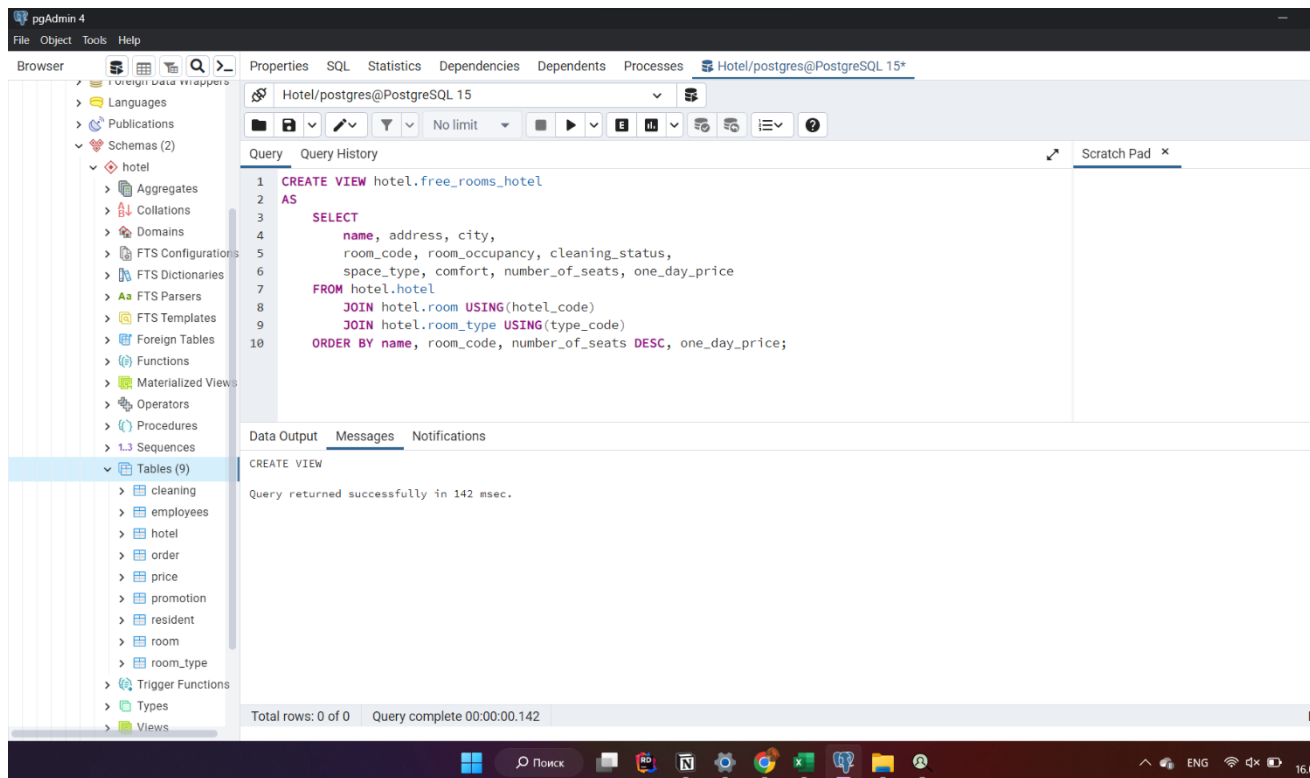 pgAdmin 4
File Object Tools Help
Browser
Properties SQL Statistics Dependencies Dependents Processes Hotel/postgres@PostgreSQL 15*
Foreign Data Wrappers
Languages
Publications
Schemas (2)
hotel
Aggregates
Collations
Domains
FTS Configurations
FTS Dictionaries
FTS Parsers
FTS Templates
Foreign Tables
Functions
Materialized Views
Operators
Procedures
1..3 Sequences
Tables (9)
cleaning
employees
hotel
order
price
promotion
resident
room
room_type
Trigger Functions
Types
Views
Hotel/postgres@PostgreSQL 15
No limit
Query Query History
Scratch Pad
1 CREATE VIEW hotel.free_rooms_hotel
2 AS
3 SELECT
4 name, address, city,
5 room_code, room_occupancy, cleaning_status,
6 space_type, comfort, number_of_seats, one_day_price
7 FROM hotel.hotel
8 JOIN hotel.room USING(hotel_code)
9 JOIN hotel.room_type USING(type_code)
10 ORDER BY name, room_code, number_of_seats DESC, one_day_price;
Data Output Messages Notifications
CREATE VIEW
Query returned successfully in 142 msec.
Total rows: 0 of 0 Query complete 00:00:00.142
Поиск
ENG
16.